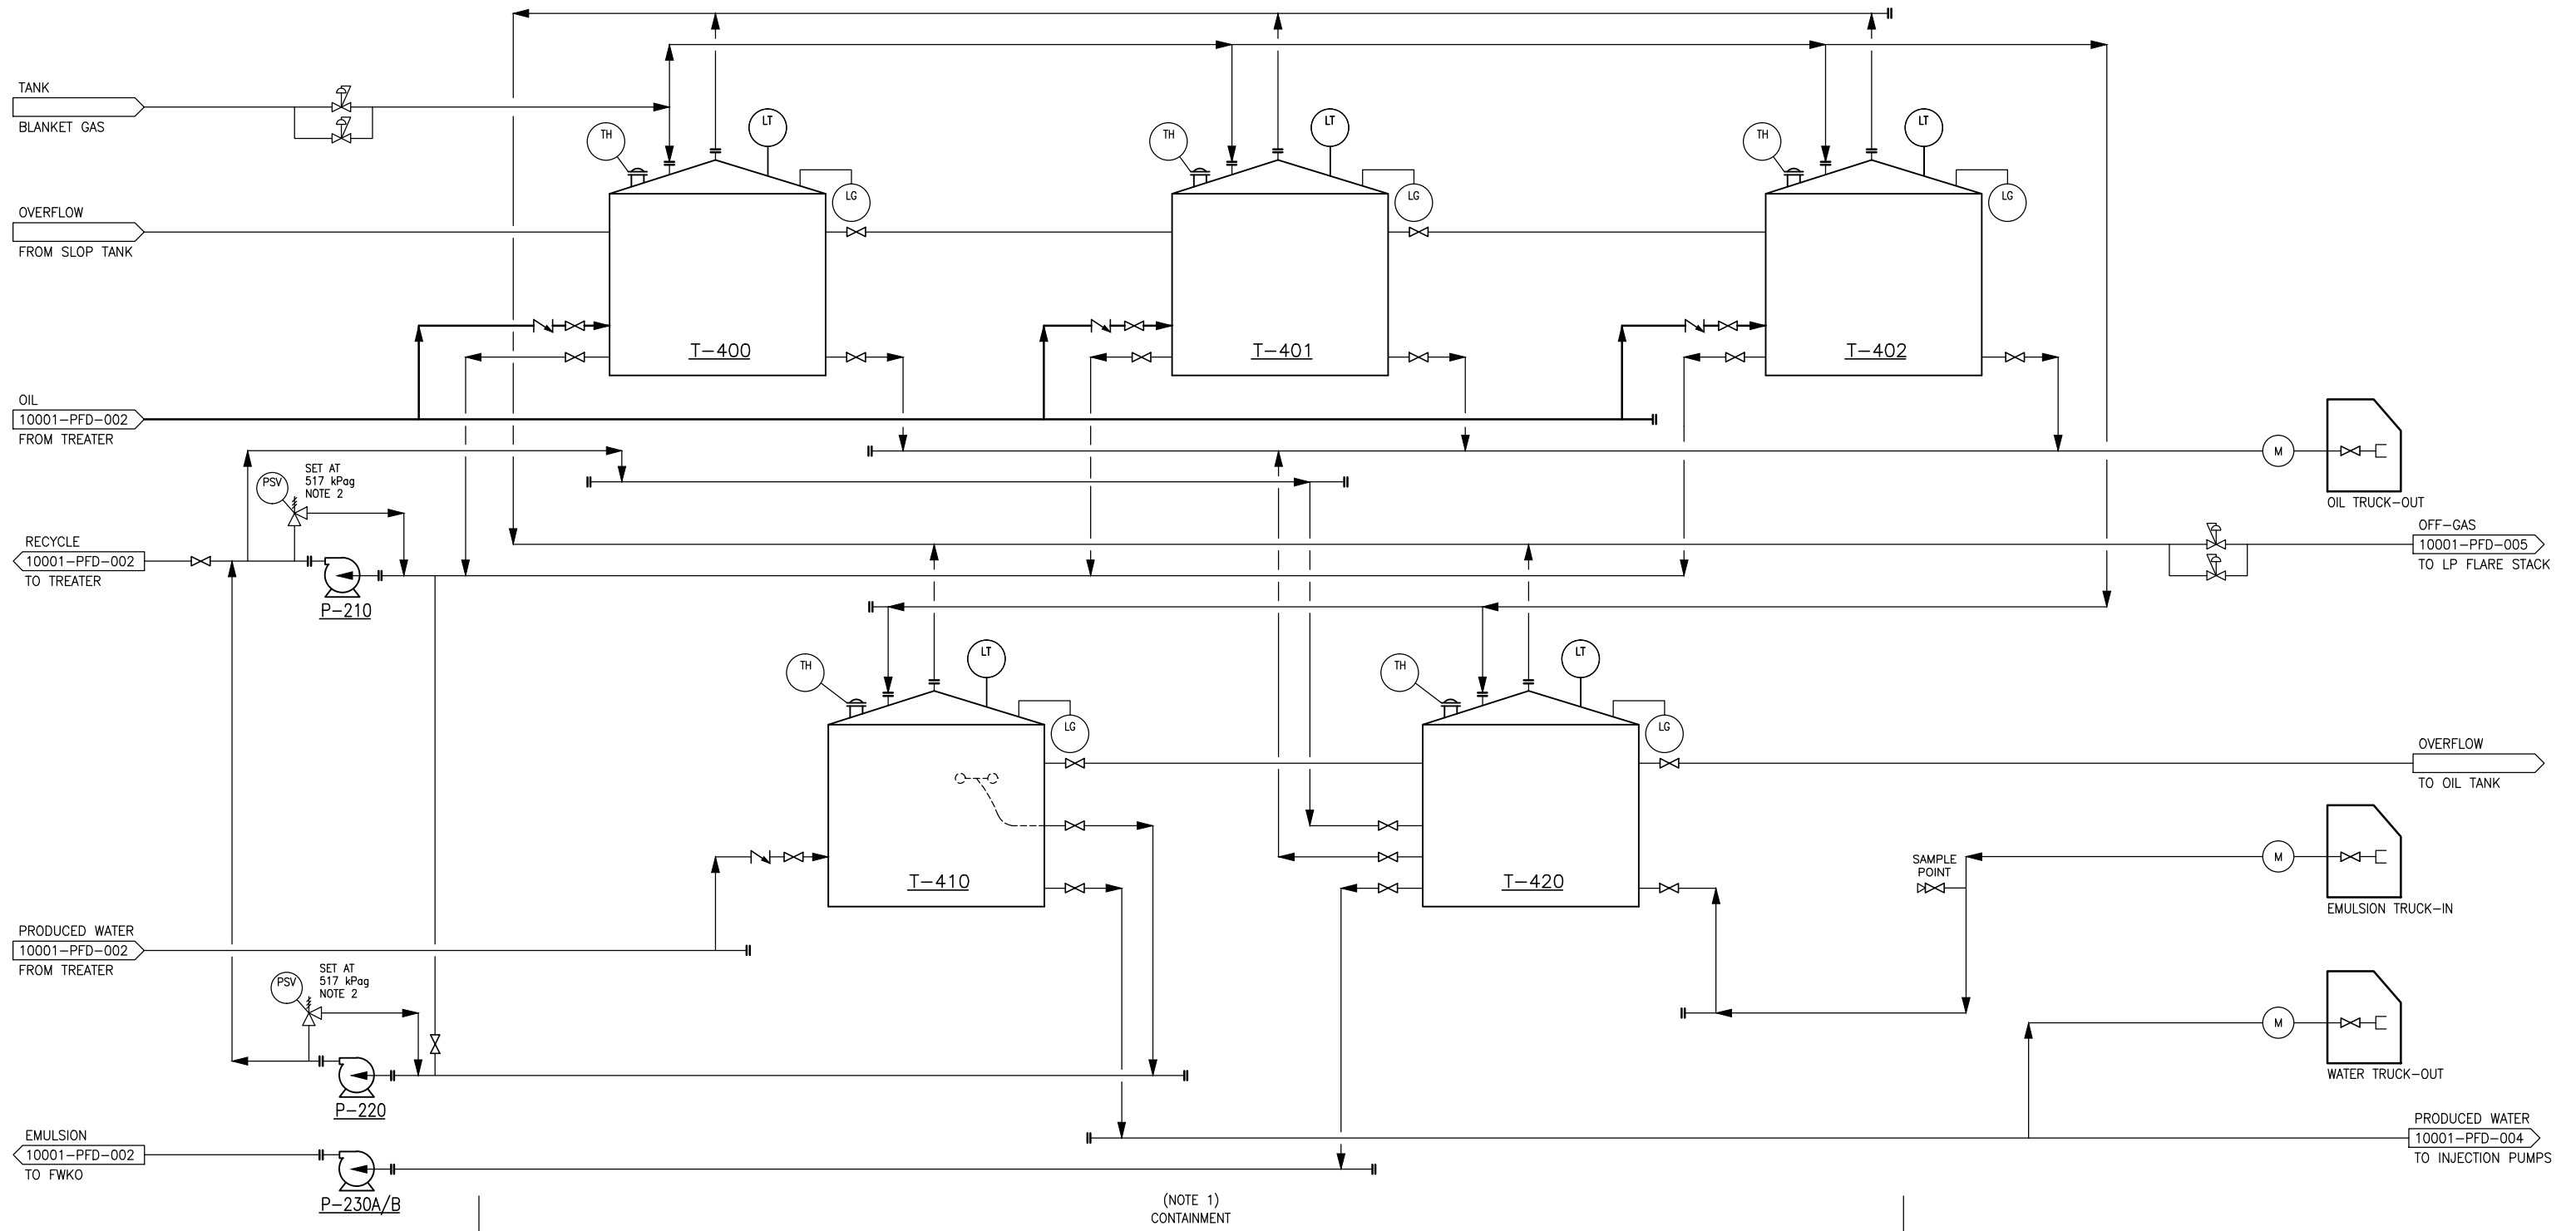 TANK
BLANKET GAS
TH
LT
LG
TH
LT
LG
TH
LT
LG
OVERFLOW
FROM SLOP TANK
T-400
T-401
T-402
OIL
10001-PFD-002
FROM TREATER
M
OIL TRUCK-OUT
PSV
SET AT
517 kPag
NOTE 2
RECYCLE
10001-PFD-002
TO TREATER
P-210
OFF-GAS
10001-PFD-005
TO LP FLARE STACK
TH
LT
LG
TH
LT
LG
OVERFLOW
TO OIL TANK
T-410
T-420
SAMPLE
POINT
M
EMULSION TRUCK-IN
PRODUCED WATER
10001-PFD-002
FROM TREATER
PSV
SET AT
517 kPag
NOTE 2
P-220
M
WATER TRUCK-OUT
EMULSION
10001-PFD-002
TO FWKO
P-230A/B
PRODUCED WATER
10001-PFD-004
TO INJECTION PUMPS
(NOTE 1)
CONTAINMENT